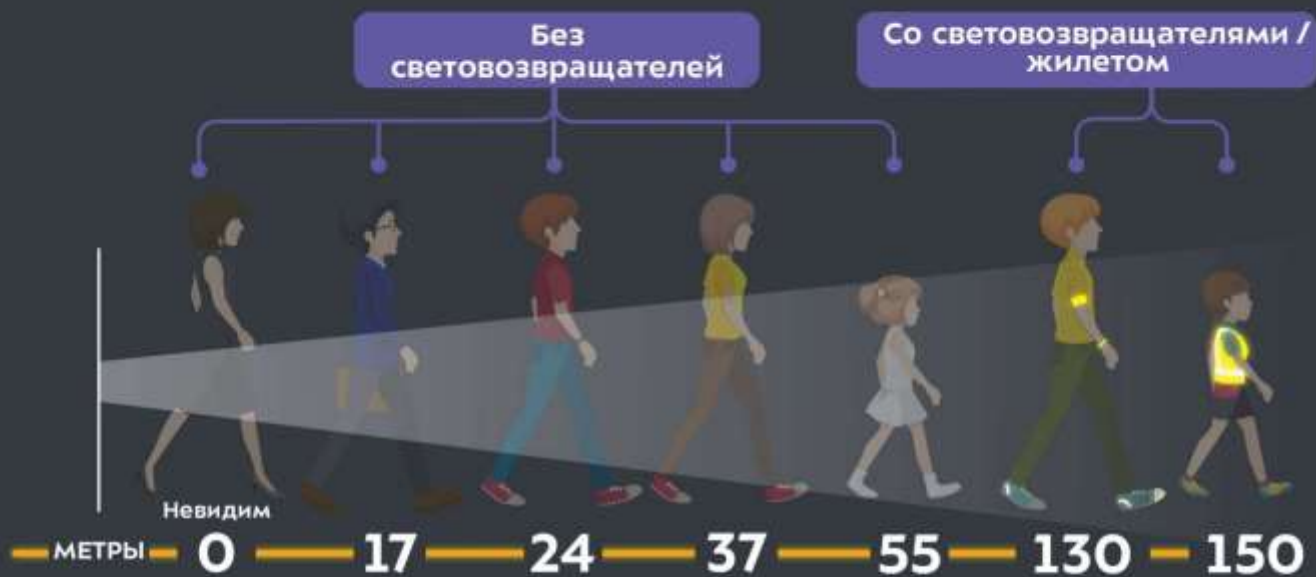 Без
световозвращателей
Со световозвращателями /
жилетом
Невидим
МЕТРЫ 0 17 24 37 55 130 150